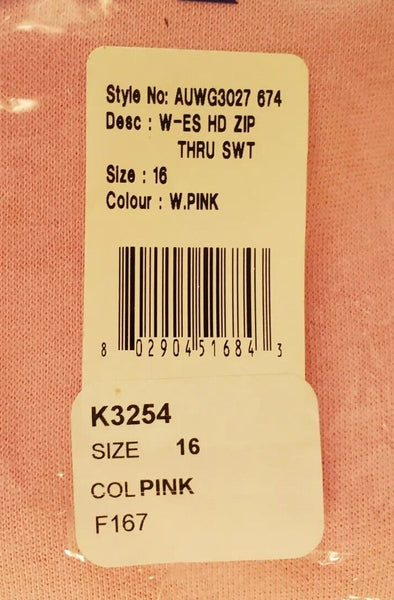 Style No: AUWG3027 674
Desc : W-ES HD ZIP
THRU SWT
Size : 16
Colour : W.PINK
8 02904 51684 3
K3254
SIZE 16
COL PINK
F167